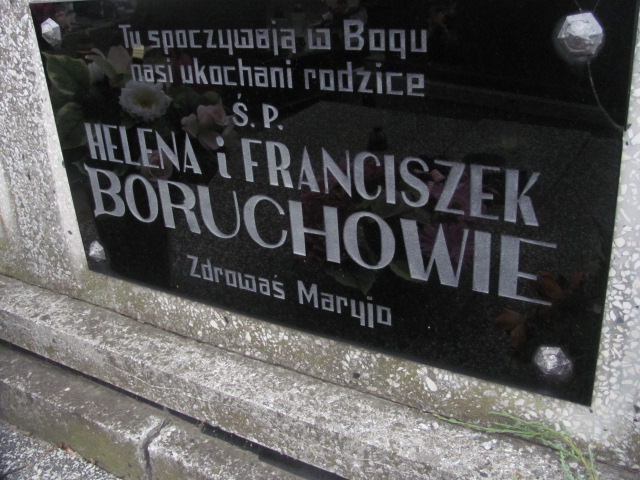 Tu spoczywają w Bogu
nasi ukochani rodzice
Ś. P.
HELENA i FRANCISZEK
BORUCHOWIE
Zdrowaś Maryjo